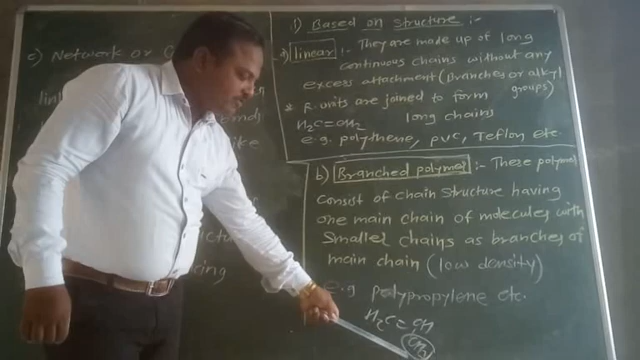 c) Network or
1) Based on Structure :-
a) linear :- They are made up of long
continuous chains without any
excess attachment (branches or alkyl
groups)
* R-units are joined to form
long chains
H2C=CH2
e.g. polythene, pvc, Teflon etc.
b) Branched polymer :- These polymer
consist of chain structure having
one main chain of molecules with
smaller chains as branches of
main chain (low density)
e.g polypropylene etc.
H2C=CH
CH3